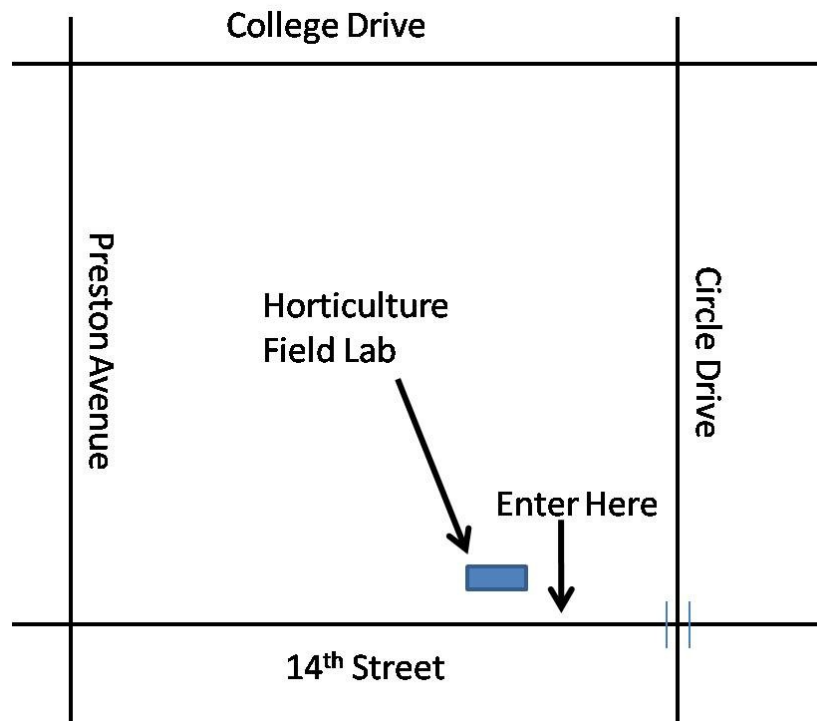 College Drive
Preston Avenue
Horticulture
Field Lab
Circle Drive
Enter Here
14th Street